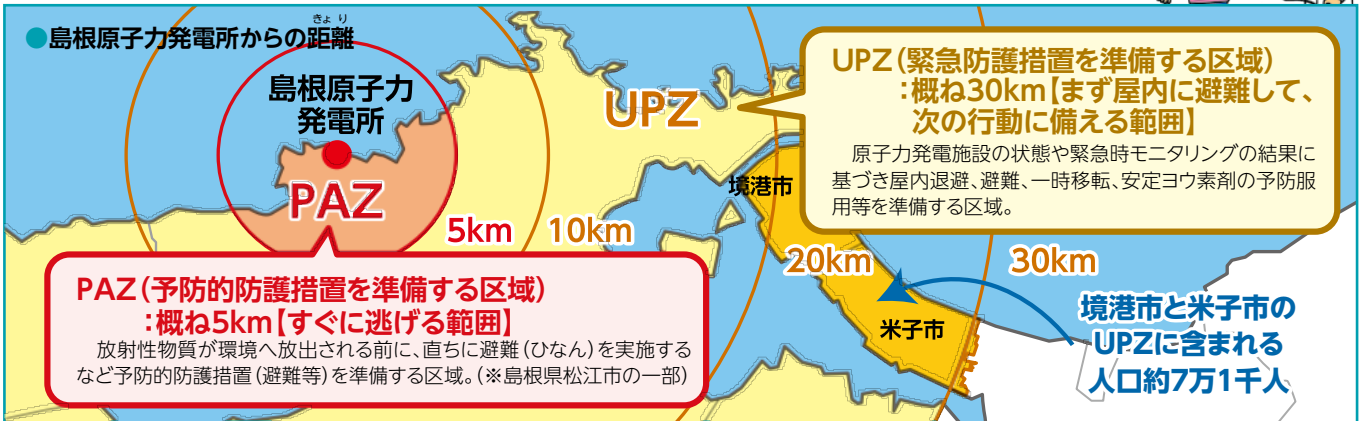 ●島根原子力発電所からの距離
きょり
島根原子力
発電所
PAZ
UPZ
UPZ（緊急防護措置を準備する区域）
：概ね30km【まず屋内に避難して、
次の行動に備える範囲】
原子力発電施設の状態や緊急時モニタリングの結果に
基づき屋内退避、避難、一時移転、安定ヨウ素剤の予防服
用等を準備する区域。
境港市
5km
10km
20km
30km
米子市
PAZ（予防的防護措置を準備する区域）
：概ね5km【すぐに逃げる範囲】
放射性物質が環境へ放出される前に、直ちに避難（ひなん）を実施する
など予防的防護措置（避難等）を準備する区域。（※島根県松江市の一部）
境港市と米子市の
UPZに含まれる
人口約7万1千人